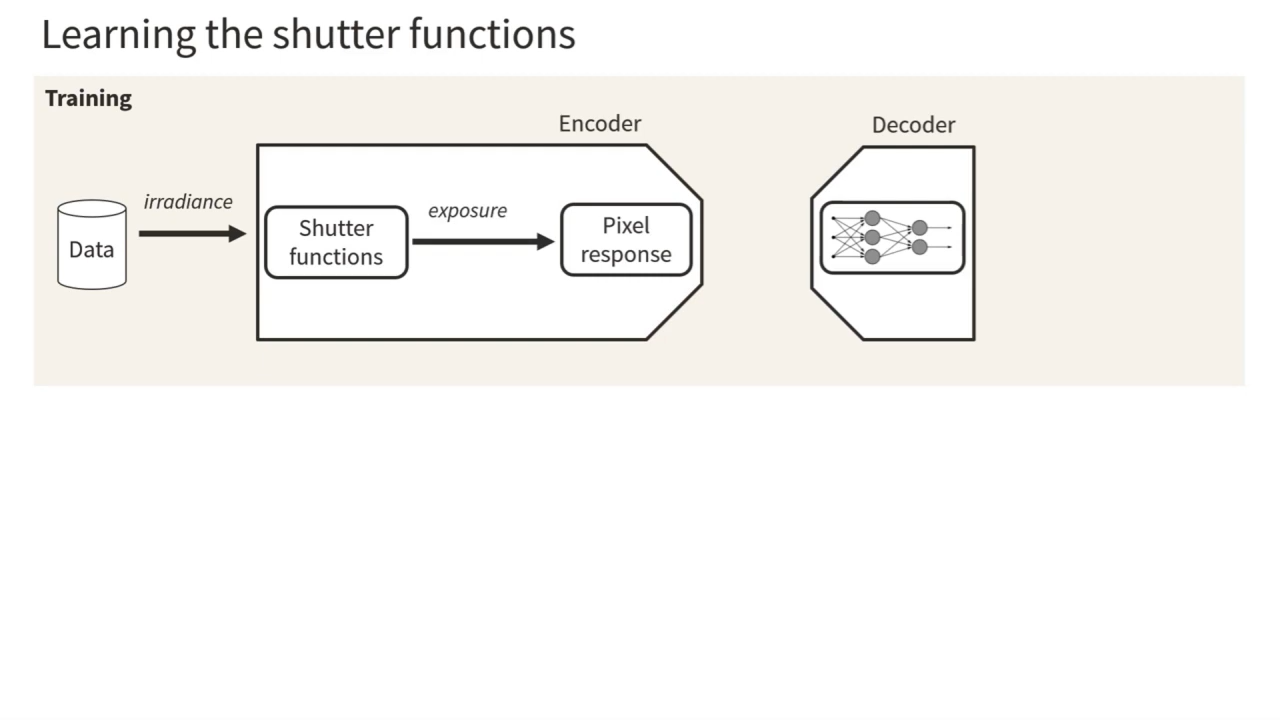 Learning the shutter functions
Training
Encoder
Decoder
irradiance
exposure
Data
Shutter
functions
Pixel
response